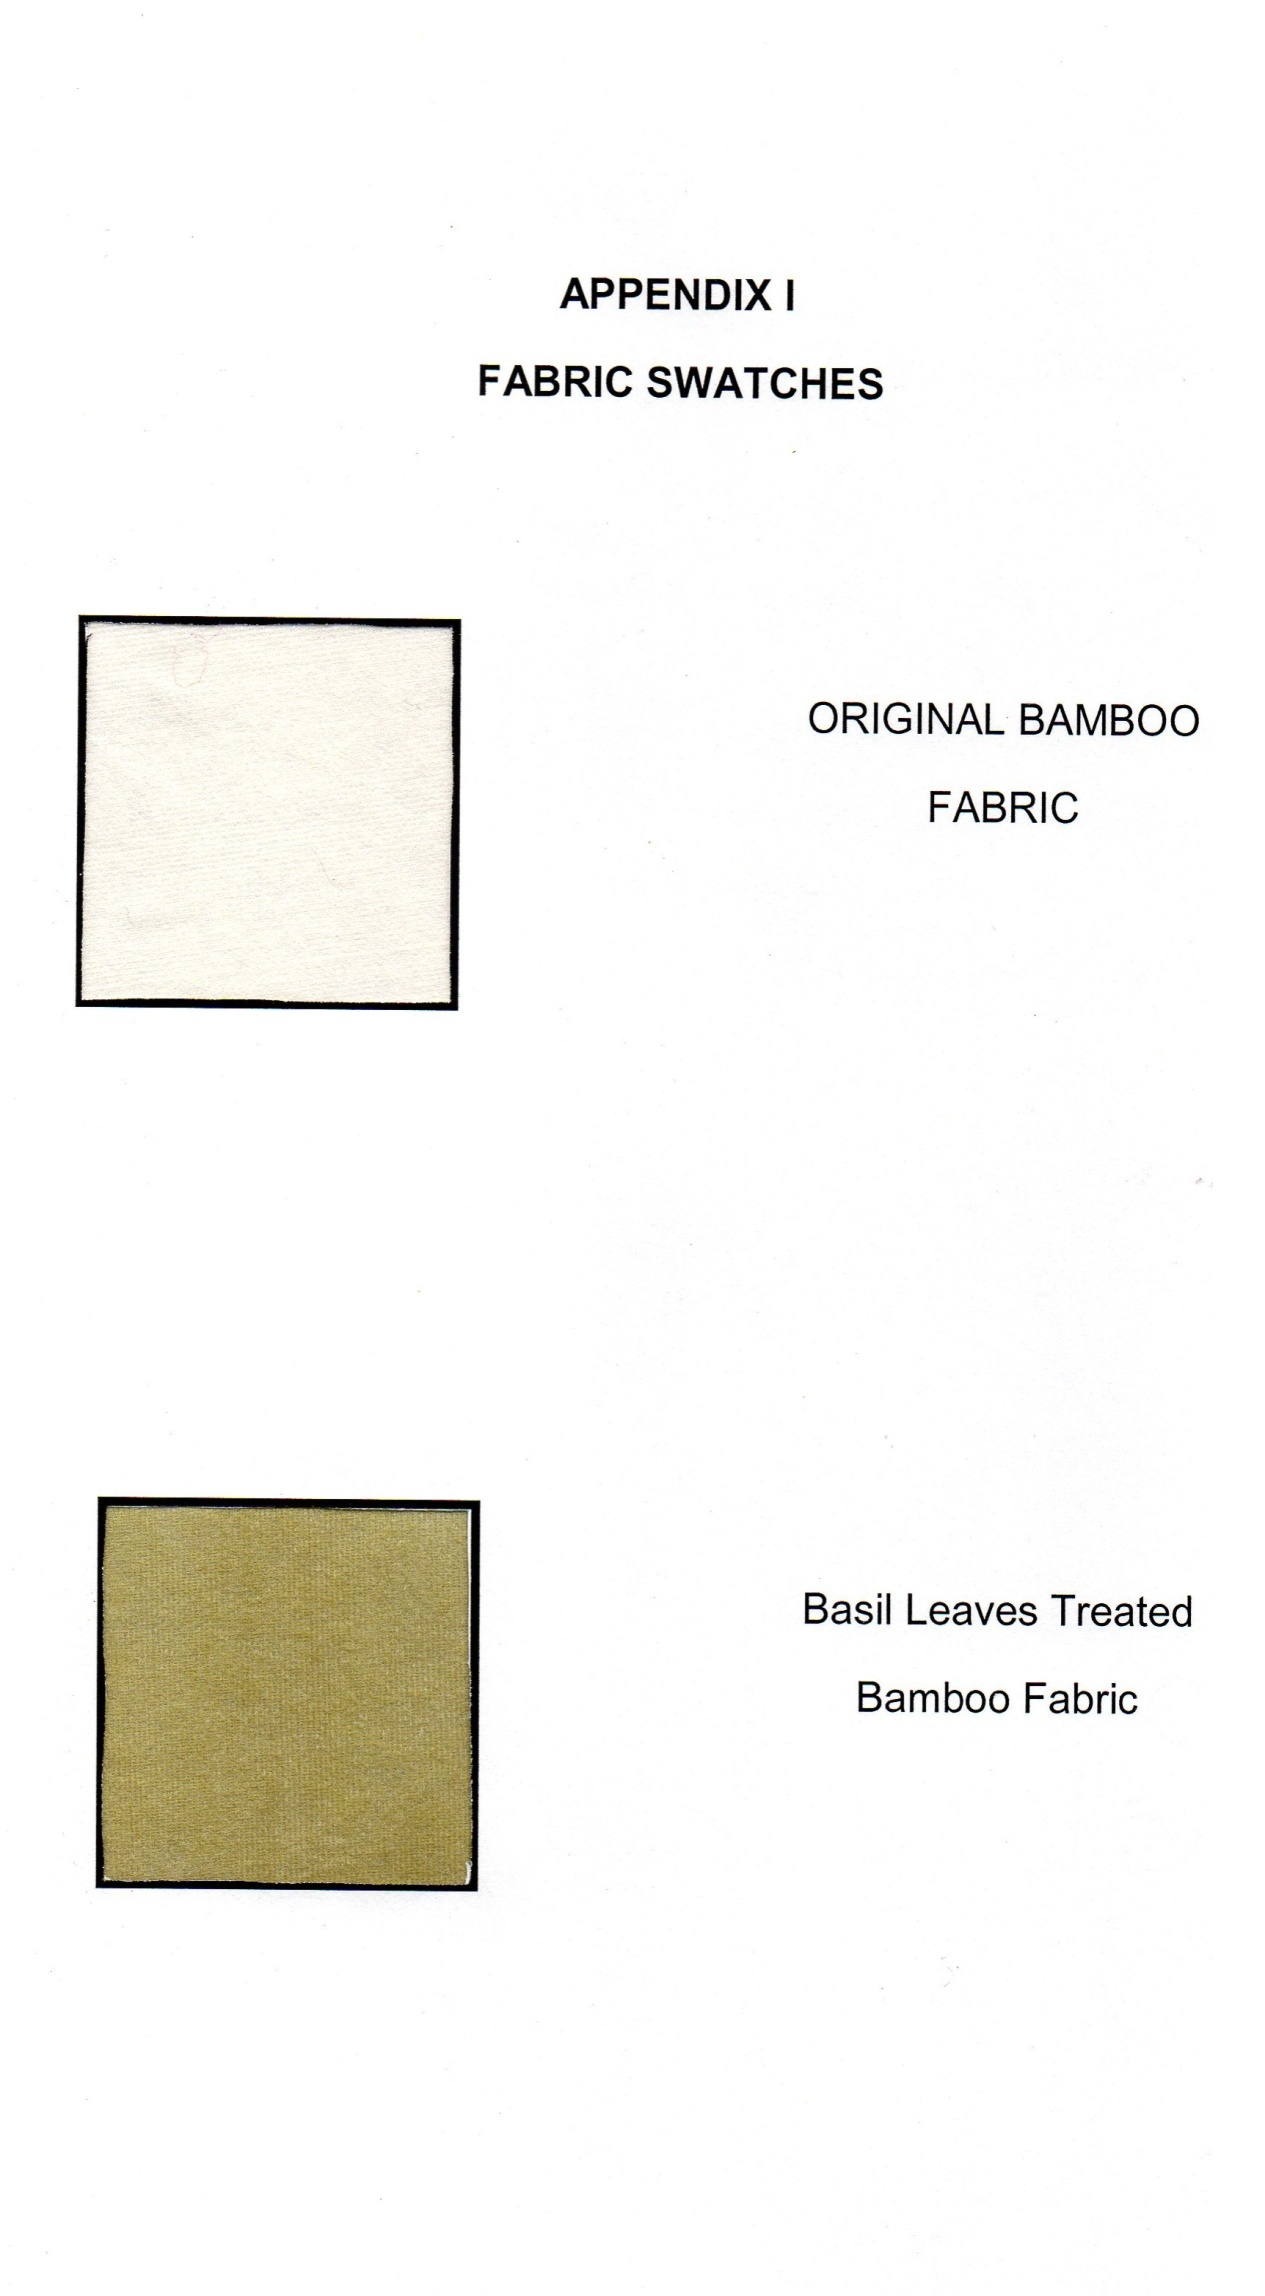 APPENDIX I
FABRIC SWATCHES
ORIGINAL BAMBOO
FABRIC
Basil Leaves Treated
Bamboo Fabric